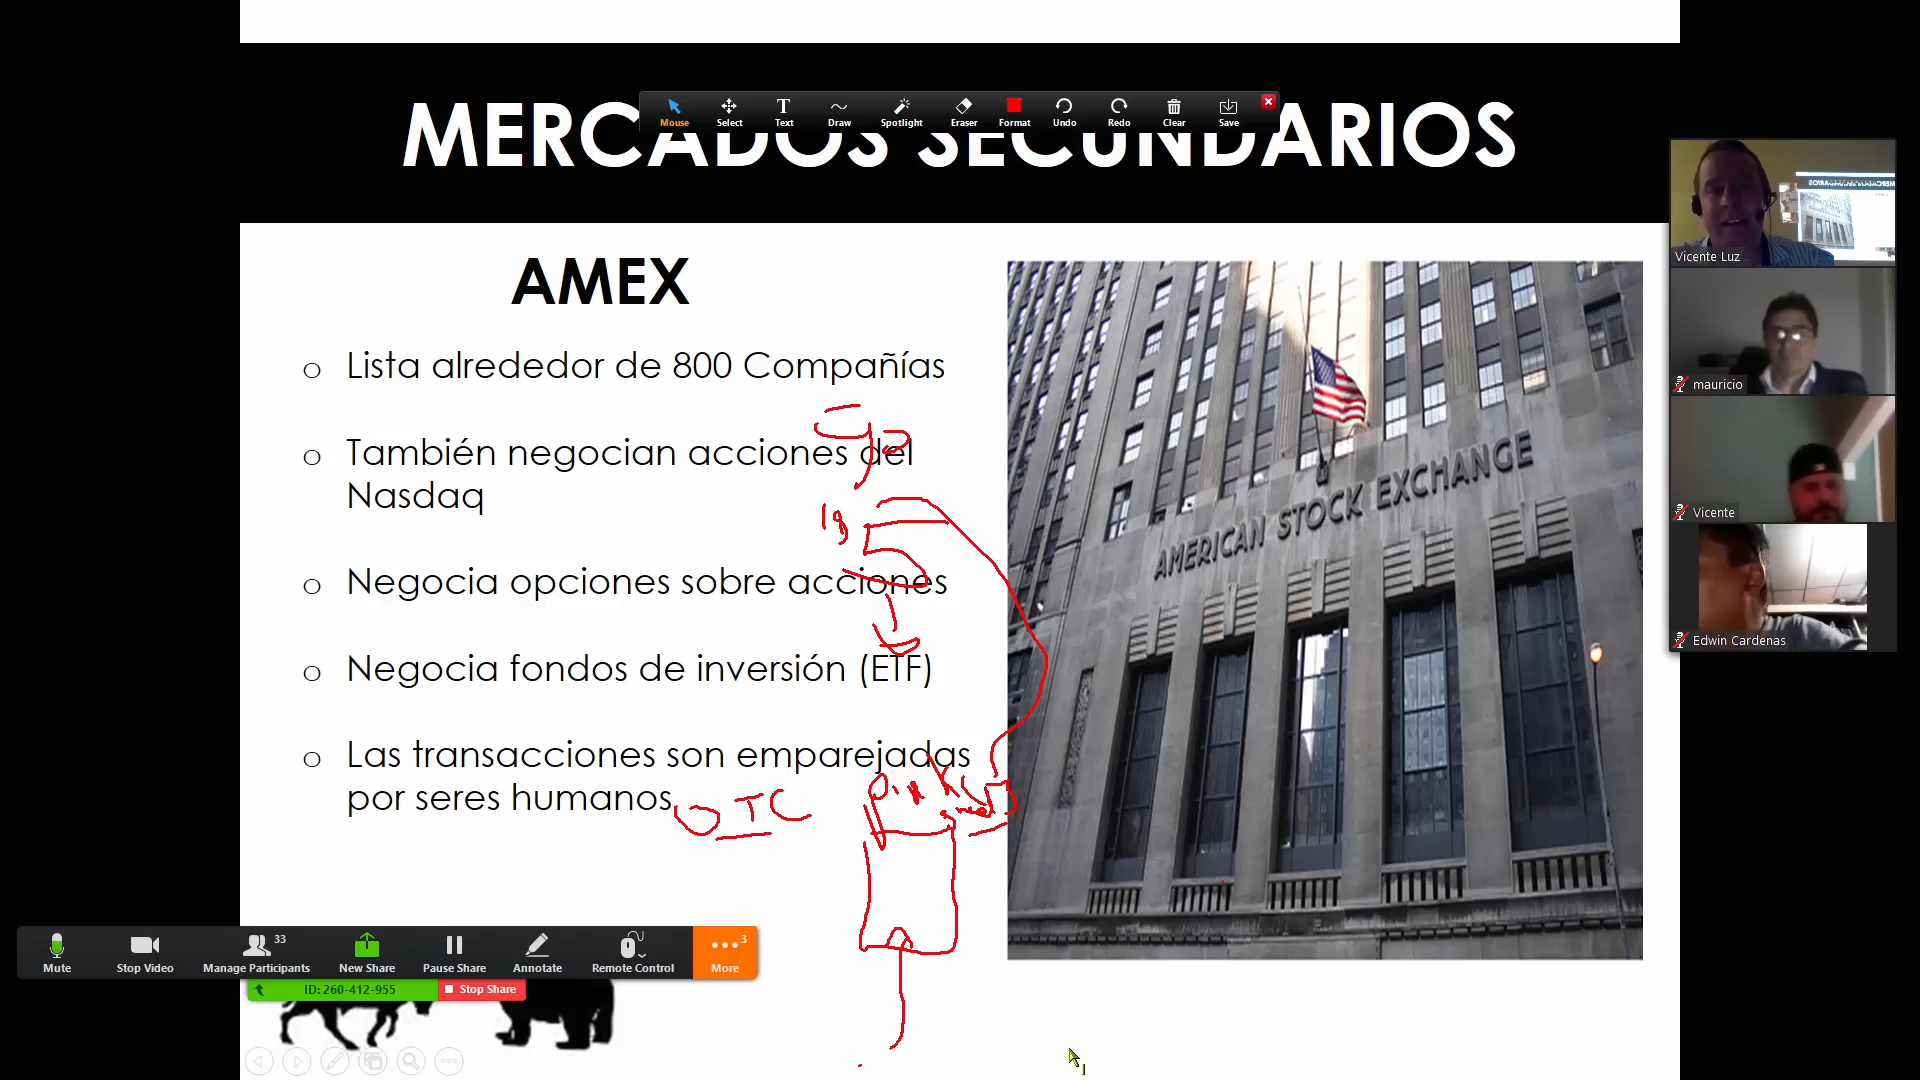 MERCADOS SECUNDARIOS
Mouse Select Text Draw Spotlight Eraser Format Undo Redo Clear Save
AMEX
Lista alrededor de 800 Compañías
También negocian acciones del
Nasdaq
Negocia opciones sobre acciones
Negocia fondos de inversión (ETF)
Las transacciones son emparejadas
por seres humanos
OTC
Pink
AMERICAN STOCK EXCHANGE
Vicente Luz
mauricio
Vicente
Edwin Cardenas
33
3
Mute Stop Video Manage Participants New Share Pause Share Annotate Remote Control More
ID: 260-412-955 Stop Share